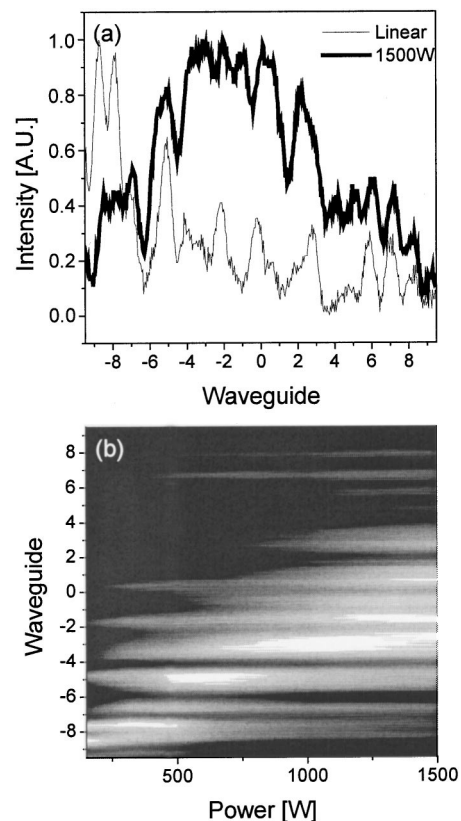 (a)
Linear
1500W
1.0
0.8
0.6
0.4
0.2
0.0
Intensity [A.U.]
-8 -6 -4 -2 0 2 4 6 8
Waveguide
(b)
8
6
4
2
0
-2
-4
-6
-8
Waveguide
500 1000 1500
Power [W]